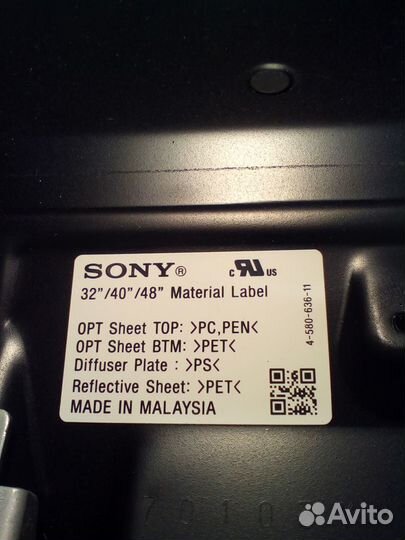 SONY®
c RU us
32"/40"/48" Material Label
OPT Sheet TOP: >PC,PEN<
OPT Sheet BTM: >PET<
Diffuser Plate : >PS<
Reflective Sheet: >PET<
MADE IN MALAYSIA
4-580-636-11
Avito